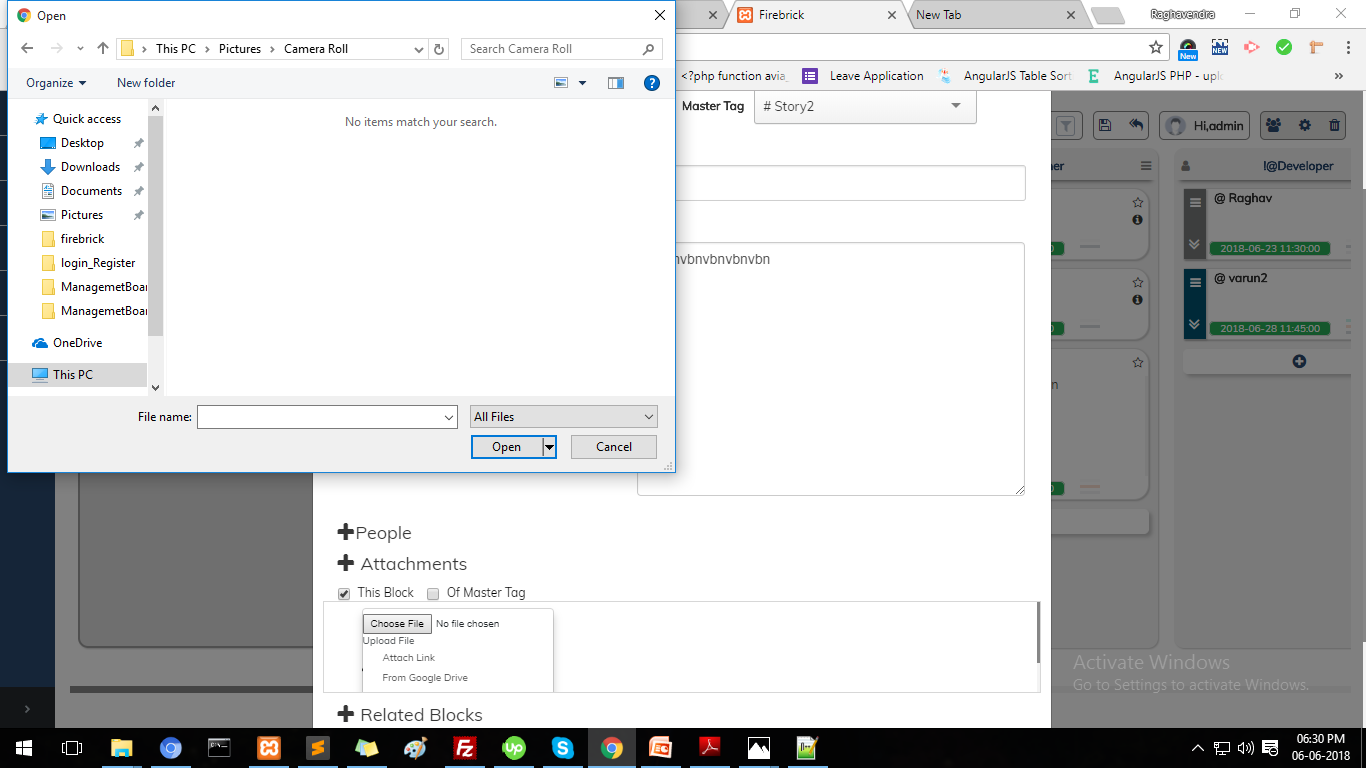 Open
Firebrick
New Tab
Raghavendra
This PC
Pictures
Camera Roll
Search Camera Roll
New
NEW
Organize
New folder
?
<?php function avia_
Leave Application
AngularJS Table Sort
AngularJS PHP - upl
»
No items match your search.
Quick access
Desktop
Downloads
Documents
Pictures
firebrick
login_Register
ManagemetBoar
ManagemetBoar
OneDrive
This PC
File name:
All Files
Open
Cancel
Master Tag
# Story2
Hi,admin
!@Developer
@ Raghav
2018-06-23 11:30:00
@ varun2
2018-06-28 11:45:00
nvbnvbnvbnvbn
People
Attachments
This Block
Of Master Tag
Choose File No file chosen
Upload File
Attach Link
From Google Drive
Related Blocks
Activate Windows
Go to Settings to activate Windows.
06:30 PM
06-06-2018